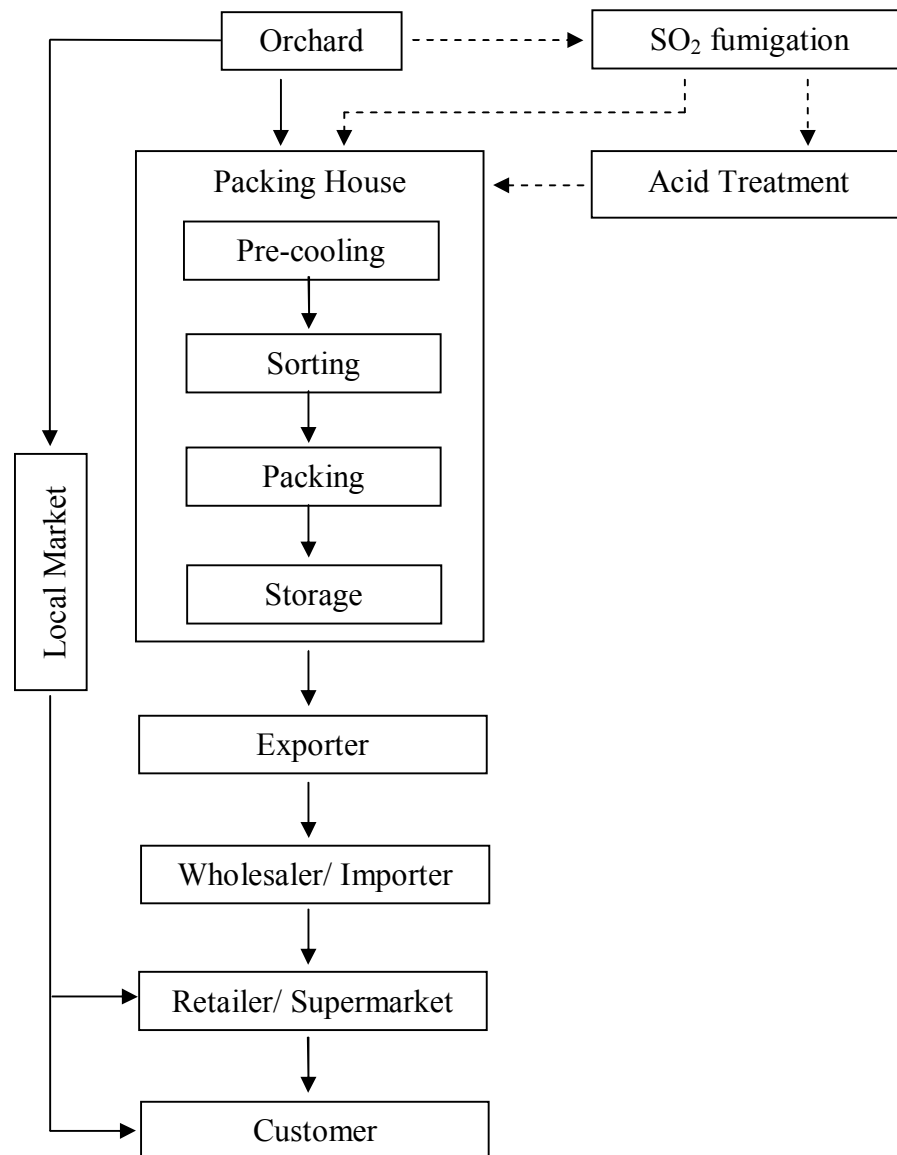 Orchard
SO₂ fumigation
Packing House
Acid Treatment
Pre-cooling
Sorting
Packing
Storage
Local Market
Exporter
Wholesaler/ Importer
Retailer/ Supermarket
Customer